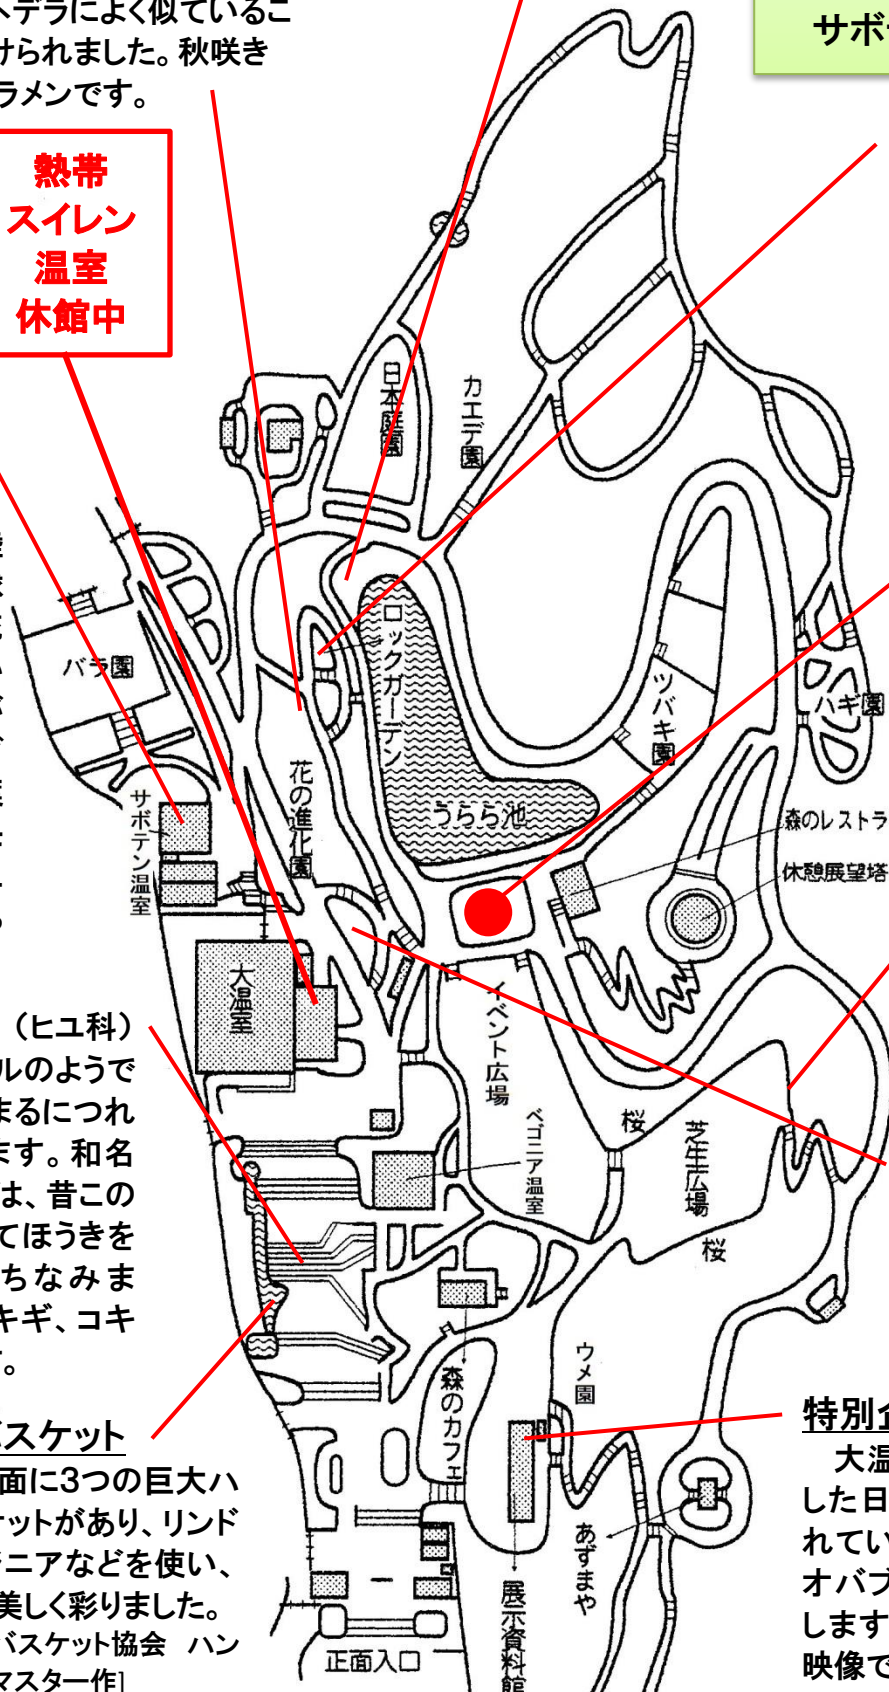 ヘデラによく似ているこ
けられました。秋咲き
ラメンです。
サボ
熱帯
スイレン
温室
休館中
日本庭園
カエデ園
ロックガーデン
バラ園
ツバキ園
ハギ園
花の進化園
うらら池
サボテン温室
森のレストラ
休憩展望塔
大温室
イベント広場
ベゴニア温室
桜
芝生広場
桜
（ヒユ科）
ルのようで
まるにつれ
ます。和名
は、昔この
てほうきを
ちなみま
キギ、コキ
す。
バスケット
面に3つの巨大ハ
ケットがあり、リンド
ジニアなどを使い、
美しく彩りました。
バスケット協会　ハン
マスター作]
森のカフェ
ウメ園
あずまや
展示資料館
正面入口
特別企
大温
した日
れてい
オバブ
します
映像で